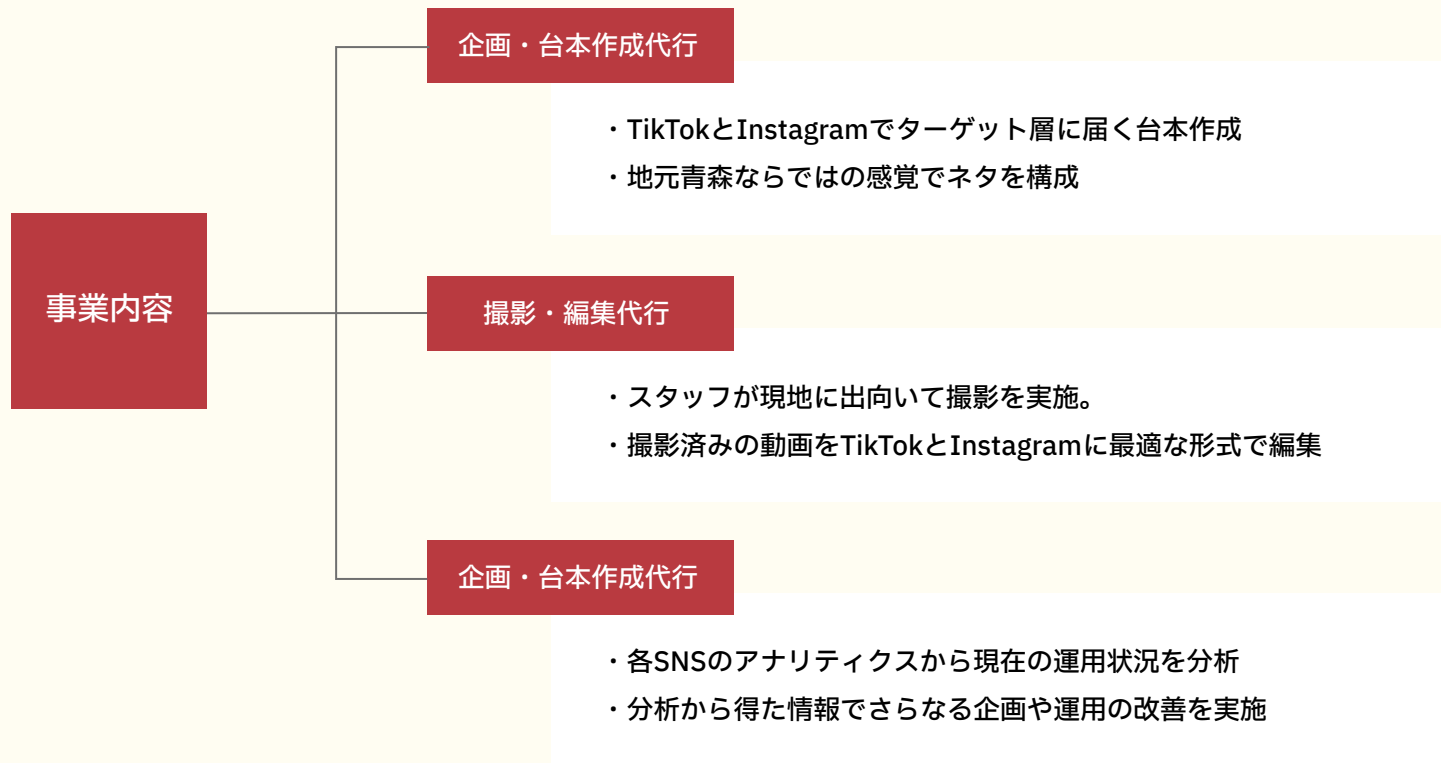 企画・台本作成代行
・TikTokとInstagramでターゲット層に届く台本作成
・地元青森ならではの感覚でネタを構成
事業内容
撮影・編集代行
・スタッフが現地に出向いて撮影を実施。
・撮影済みの動画をTikTokとInstagramに最適な形式で編集
企画・台本作成代行
・各SNSのアナリティクスから現在の運用状況を分析
・分析から得た情報でさらなる企画や運用の改善を実施